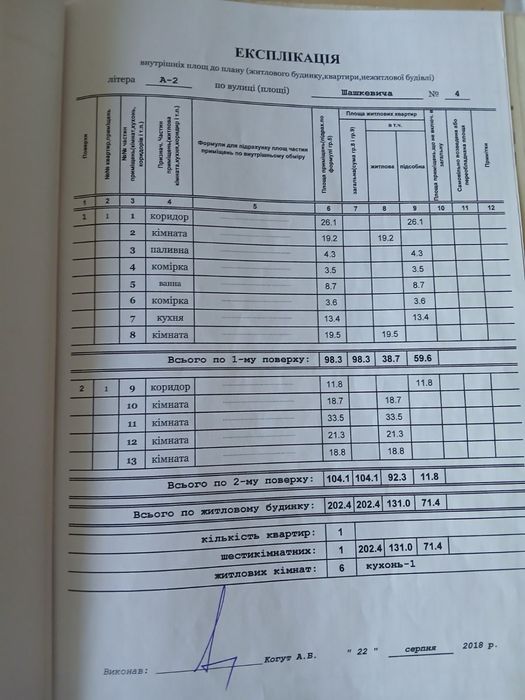 ЕКСПЛІКАЦІЯ
внутрішніх площ до плану (житлового будинку,квартири,нежитлової будівлі)
літера А-2 по вулиці (площі) Шашкевича № 4
Поверхи
№№ квартир,приміщень
№№ частин приміщень(кімнат,кухонь, коридорів і т.п.)
Признач. Частин приміщень(житлова кімната,кухня,коридор і т.п.)
Формули для підрахунку площ частин приміщень по внутрішньому обміру
Площа приміщень(підрах.по формулі гр.5)
Площа житлових квартир
загальна(сума гр.8 і гр.9)
в т.ч.
житлова
підсобна
Площа приміщень,що не включ. в загальну
Самовільно возведена або переобладнана площа
Примітки
1 2 3 4 5 6 7 8 9 10 11 12
1 1 1 коридор 26.1 26.1
2 кімната 19.2 19.2
3 паливна 4.3 4.3
4 комірка 3.5 3.5
5 ванна 8.7 8.7
6 комірка 3.6 3.6
7 кухня 13.4 13.4
8 кімната 19.5 19.5
Всього по 1-му поверху: 98.3 98.3 38.7 59.6
2 1 9 коридор 11.8 11.8
10 кімната 18.7 18.7
11 кімната 33.5 33.5
12 кімната 21.3 21.3
13 кімната 18.8 18.8
Всього по 2-му поверху: 104.1 104.1 92.3 11.8
Всього по житловому будинку: 202.4 202.4 131.0 71.4
кількість квартир: 1
шестикімнатних: 1 202.4 131.0 71.4
житлових кімнат: 6 кухонь-1
Виконав: Когут А.В. " 22 " серпня 2018 р.